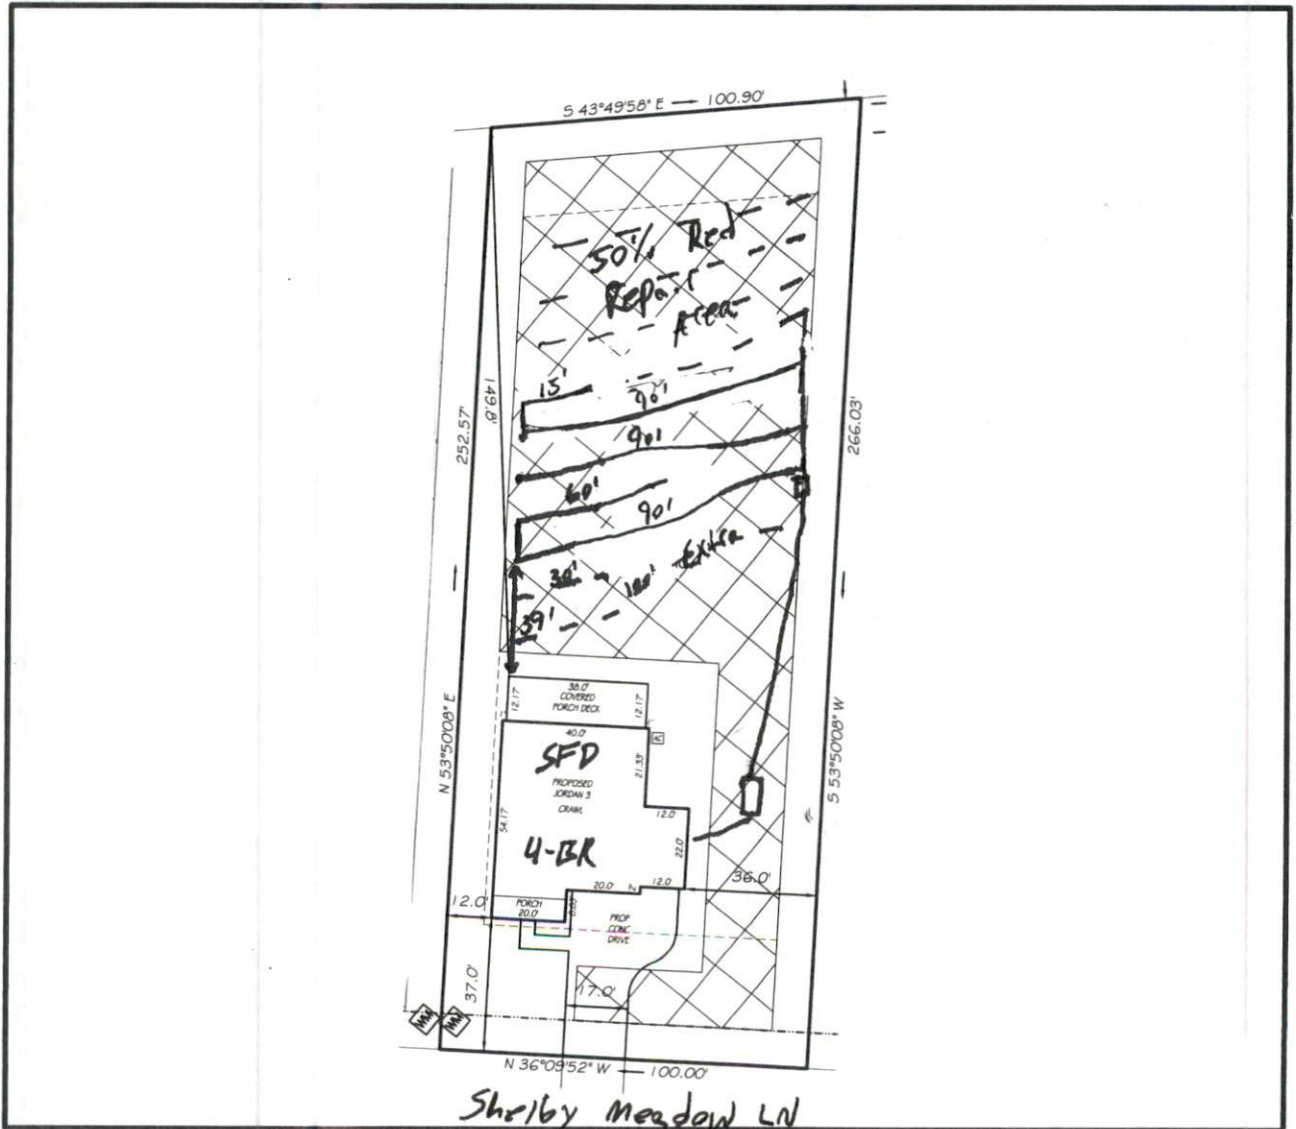 S 43°49'58" E 100.90'
50% Red
Repair
Area
15'
90'
90'
60'
90'
Extra
30'
39'
149.8'
252.57'
266.03'
N 53°50'08" E
S 53°50'08" W
38.0'
COVERED
PORCH DECK
12.17'
12.17'
40.0'
AC
SFD
PROPOSED
JORDAN 3
CRAWL
21.33'
54.17'
4-BR
12.0'
22.0'
20.0'
12.0'
36.0'
12.0'
PORCH
20.0'
PROP
CONC
DRIVE
37.0'
17.0'
WM
WM
N 36°09'52" W 100.00'
Shelby Meadow LN